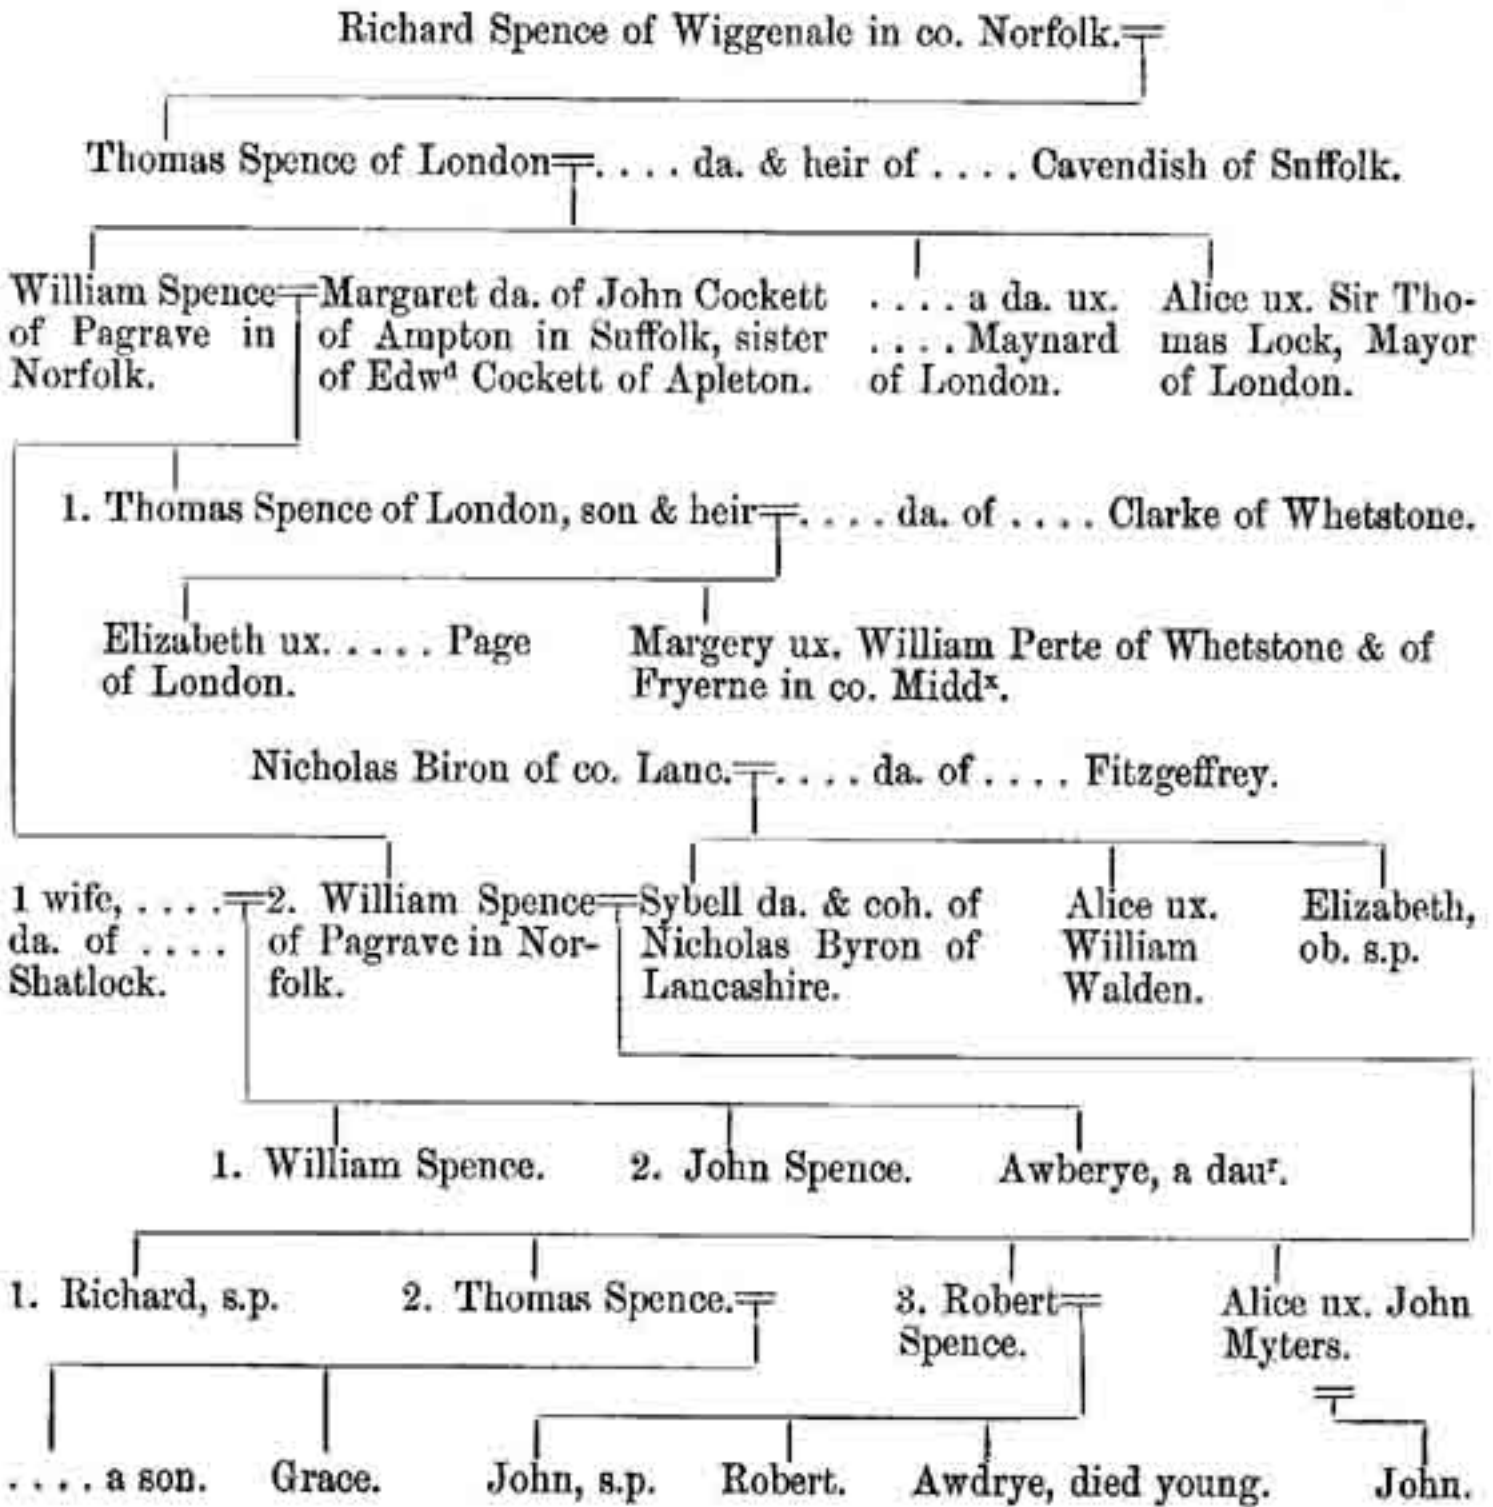 Richard Spence of Wiggenale in co. Norfolk.
Thomas Spence of London . . . . da. & heir of . . . . Cavendish of Suffolk.
William Spence
of Pagrave in
Norfolk.
Margaret da. of John Cockett
of Ampton in Suffolk, sister
of Edwᵈ Cockett of Apleton.
. . . . a da. ux.
. . . . Maynard
of London.
Alice ux. Sir Tho-
mas Lock, Mayor
of London.
1. Thomas Spence of London, son & heir . . . . da. of . . . . Clarke of Whetstone.
Elizabeth ux. . . . . Page
of London.
Margery ux. William Perte of Whetstone & of
Fryerne in co. Middˣ.
Nicholas Biron of co. Lanc. . . . . da. of . . . . Fitzgeffrey.
1 wife, . . . .
da. of . . . .
Shatlock.
2. William Spence
of Pagrave in Nor-
folk.
Sybell da. & coh. of
Nicholas Byron of
Lancashire.
Alice ux.
William
Walden.
Elizabeth,
ob. s.p.
1. William Spence.
2. John Spence.
Awberye, a dauʳ.
1. Richard, s.p.
2. Thomas Spence.
3. Robert
Spence.
Alice ux. John
Myters.
. . . . a son.
Grace.
John, s.p.
Robert.
Awdrye, died young.
John.